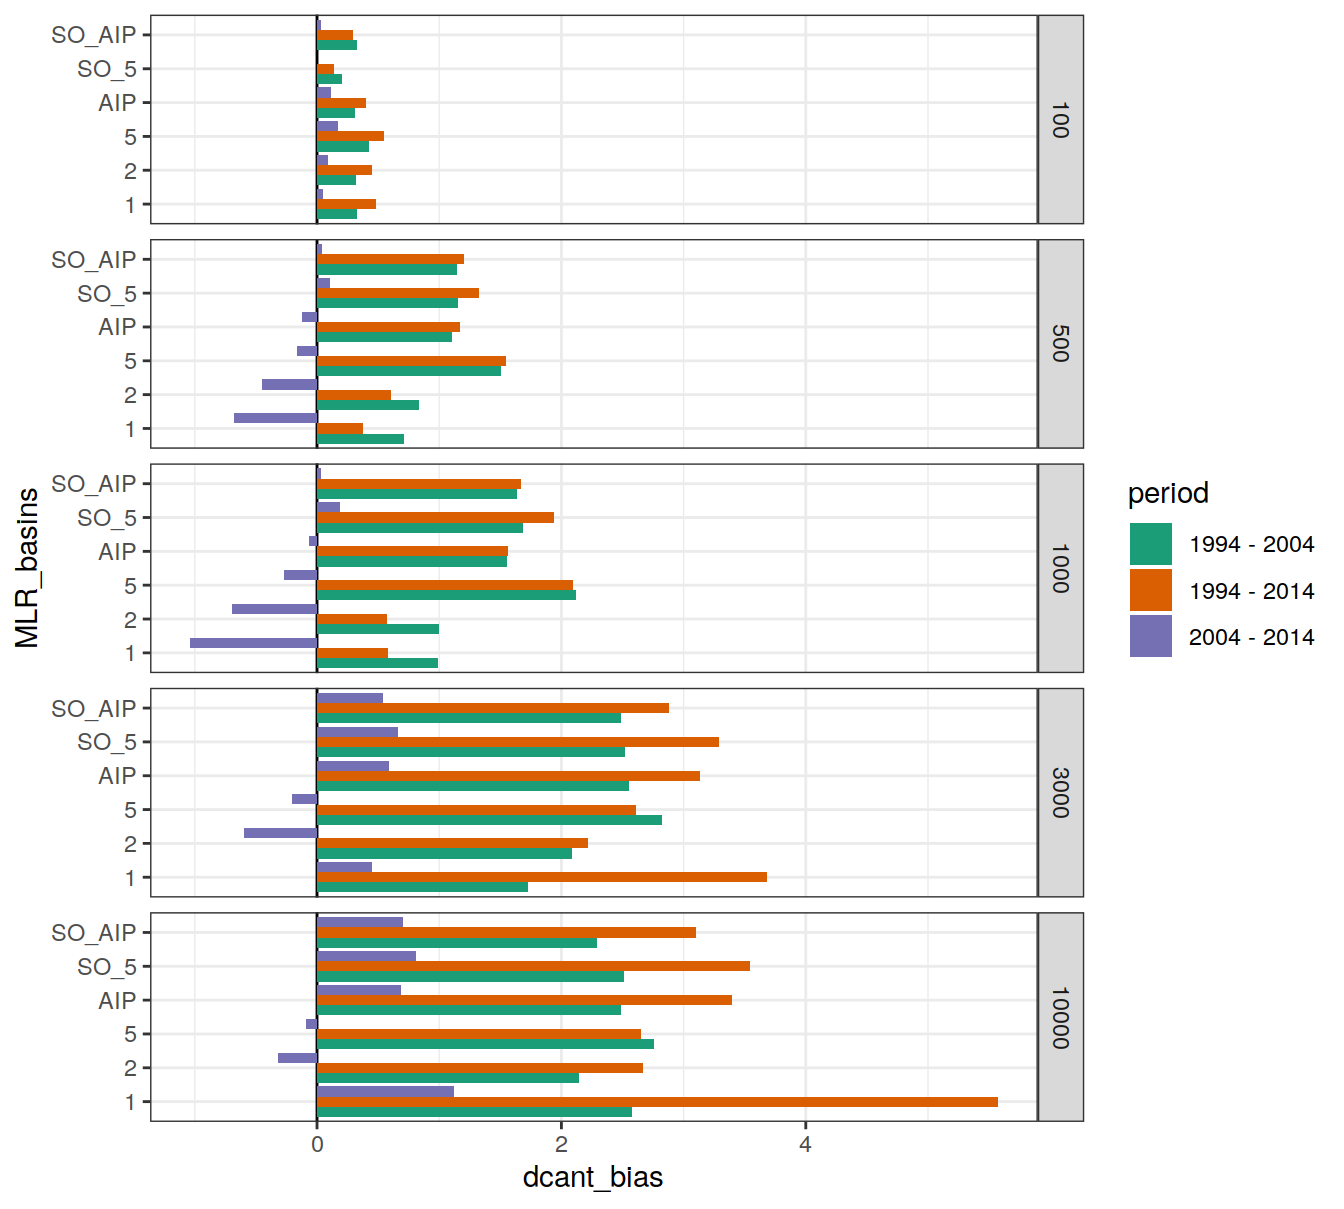 SO_AIP
SO_5
AIP
5
2
1
100
SO_AIP
SO_5
AIP
5
2
1
500
SO_AIP
SO_5
AIP
5
2
1
1000
SO_AIP
SO_5
AIP
5
2
1
3000
SO_AIP
SO_5
AIP
5
2
1
10000
0 2 4
dcant_bias
MLR_basins
period
1994 - 2004
1994 - 2014
2004 - 2014